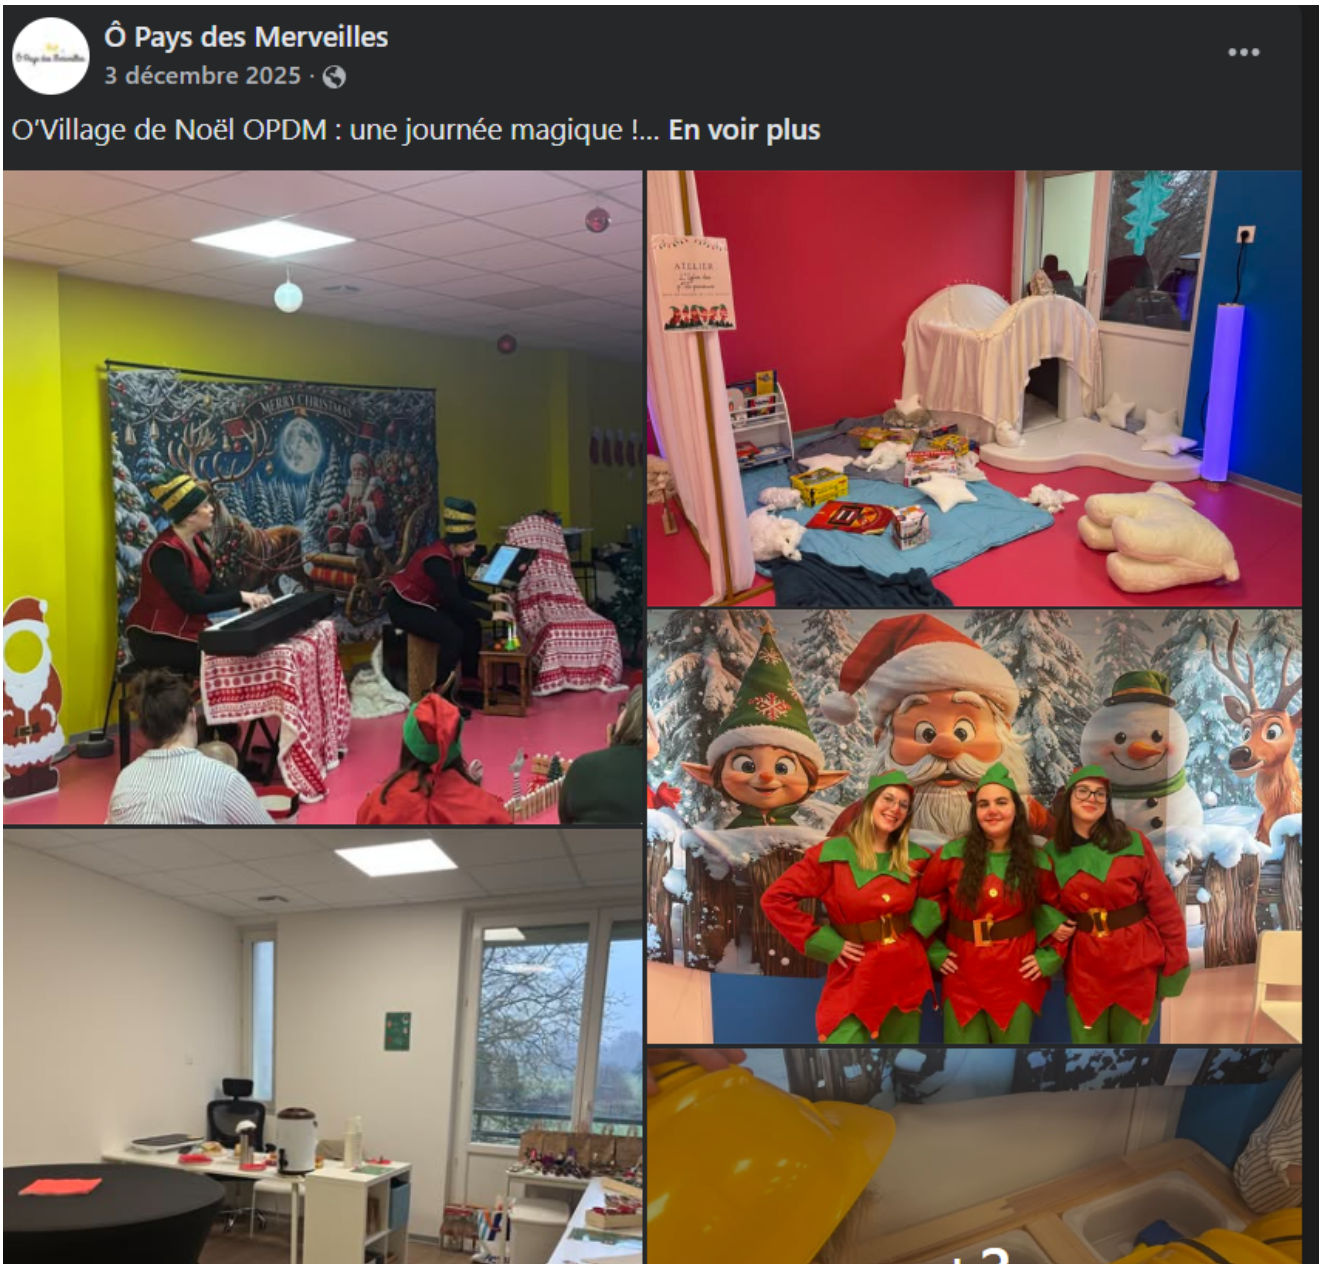 Ô Pays des Merveilles
3 décembre 2025 ·
O'Village de Noël OPDM : une journée magique !... En voir plus
MERRY CHRISTMAS
ATELIER